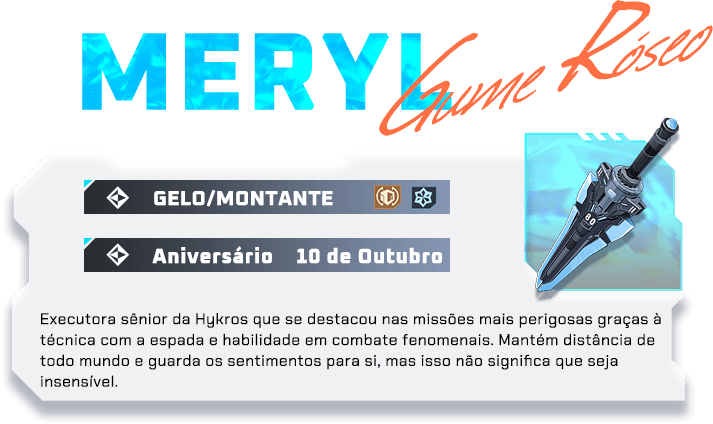 MERYL
Gume Róseo
GELO/MONTANTE
Aniversário 10 de Outubro
Executora sênior da Hykros que se destacou nas missões mais perigosas graças à
técnica com a espada e habilidade em combate fenomenais. Mantém distância de
todo mundo e guarda os sentimentos para si, mas isso não significa que seja
insensível.